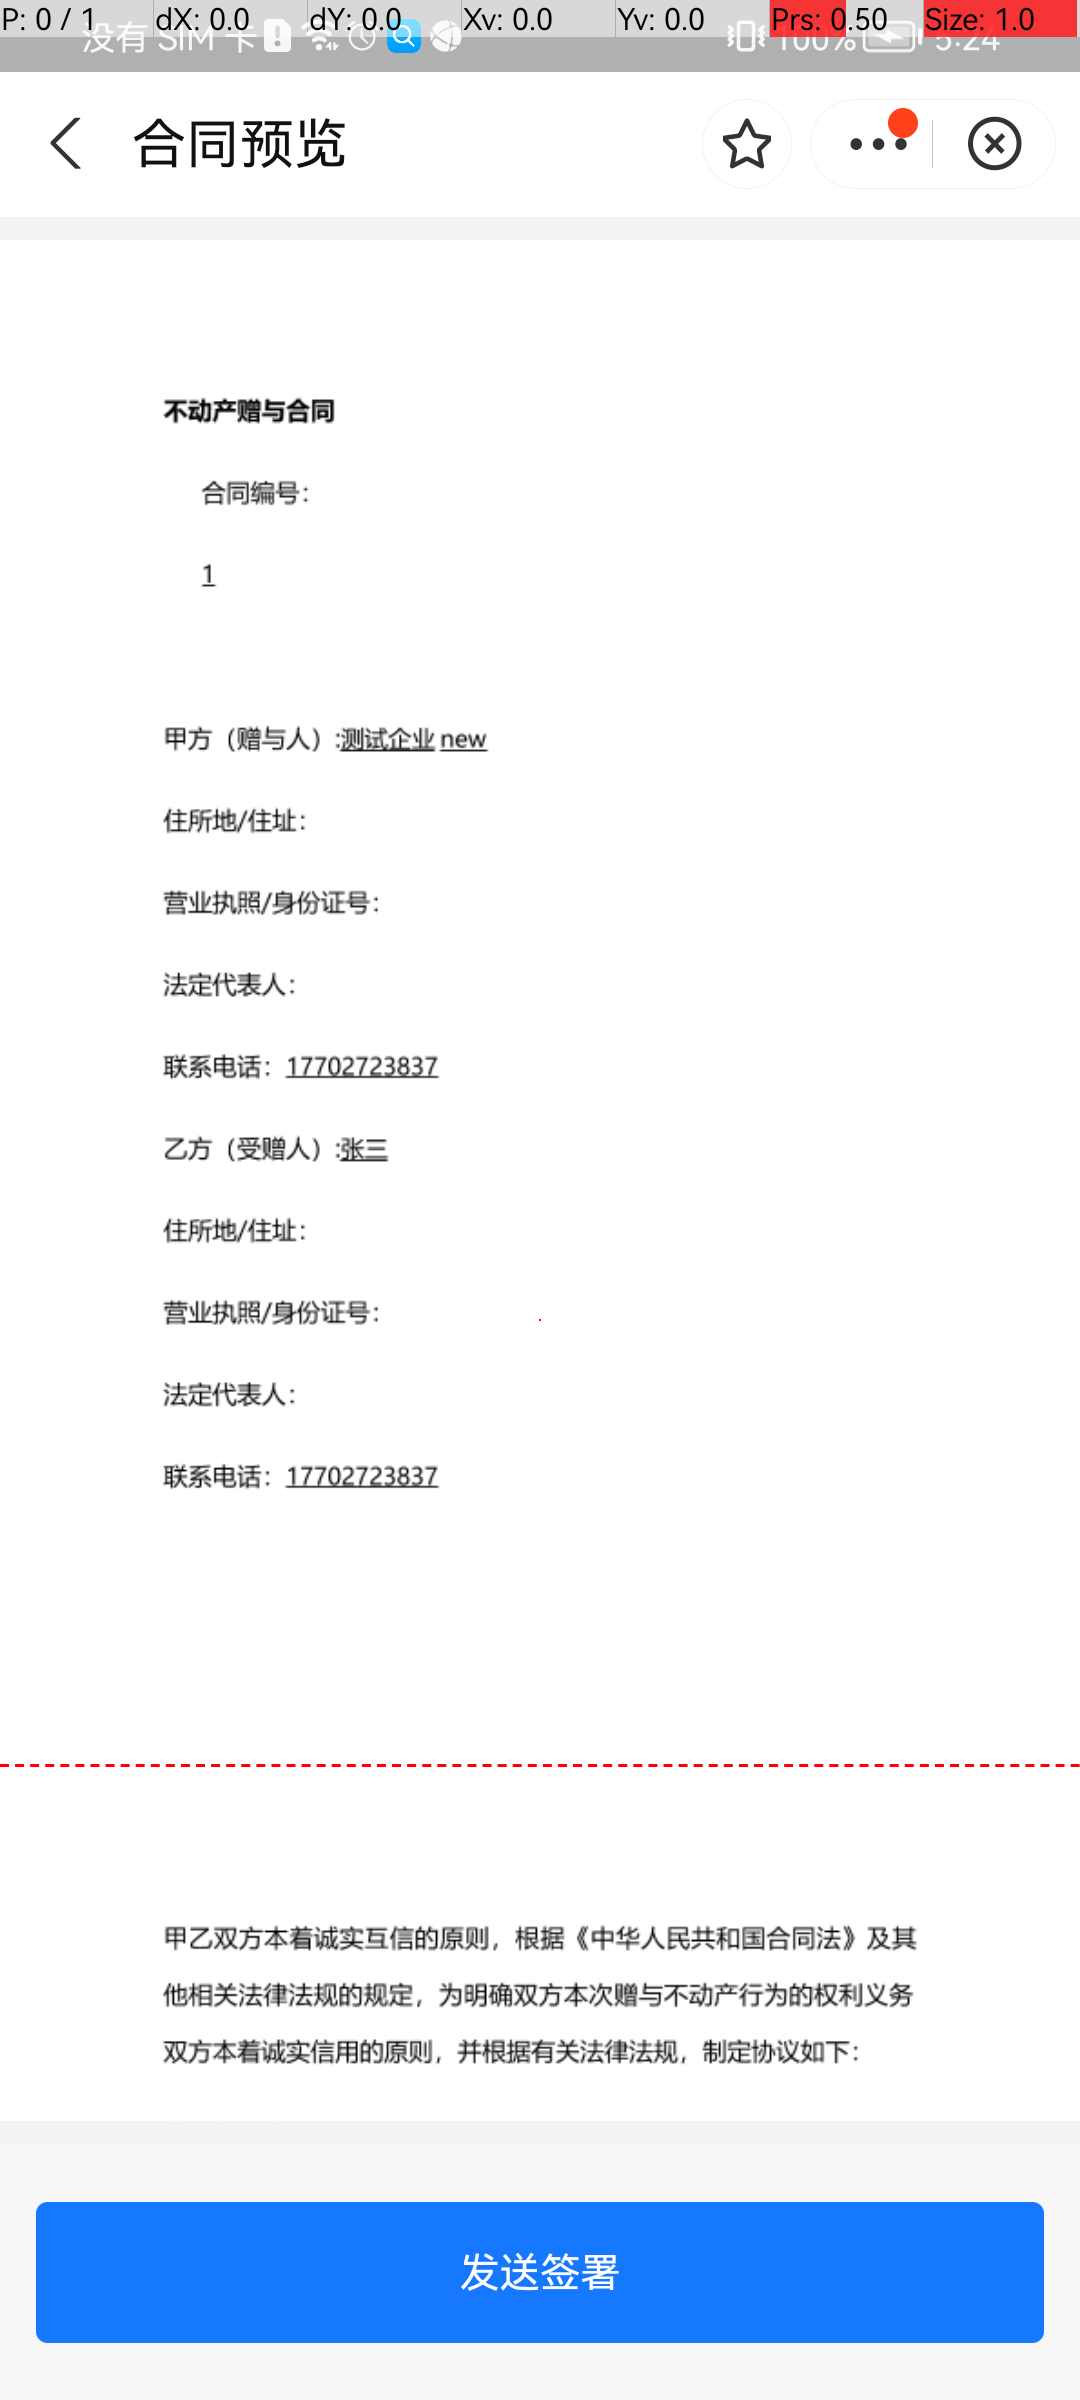 P: 0 / 1 dX: 0.0 dY: 0.0 Xv: 0.0 Yv: 0.0 Prs: 0.50 Size: 1.0
没有 SIM 卡 100% 5:24
合同预览
不动产赠与合同
合同编号：
1
甲方（赠与人）:测试企业 new
住所地/住址：
营业执照/身份证号：
法定代表人：
联系电话：17702723837
乙方（受赠人）:张三
住所地/住址：
营业执照/身份证号：
法定代表人：
联系电话：17702723837
甲乙双方本着诚实互信的原则，根据《中华人民共和国合同法》及其
他相关法律法规的规定，为明确双方本次赠与不动产行为的权利义务
双方本着诚实信用的原则，并根据有关法律法规，制定协议如下：
发送签署